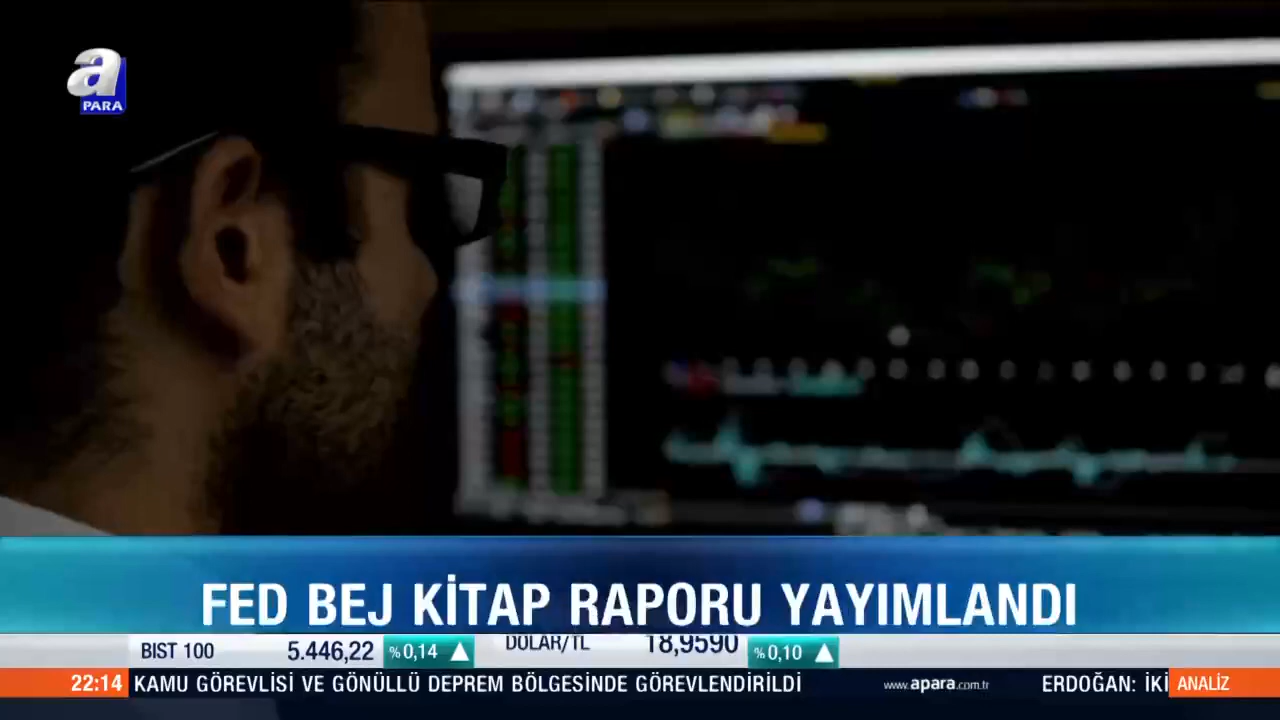 a
PARA
FED BEJ KİTAP RAPORU YAYIMLANDI
BIST 100 5.446,22 %0,14 DOLAR/TL 18,9590 %0,10
22:14 KAMU GÖREVLİSİ VE GÖNÜLLÜ DEPREM BÖLGESİNDE GÖREVLENDİRİLDİ www.apara.com.tr ERDOĞAN: İKİ ANALİZ